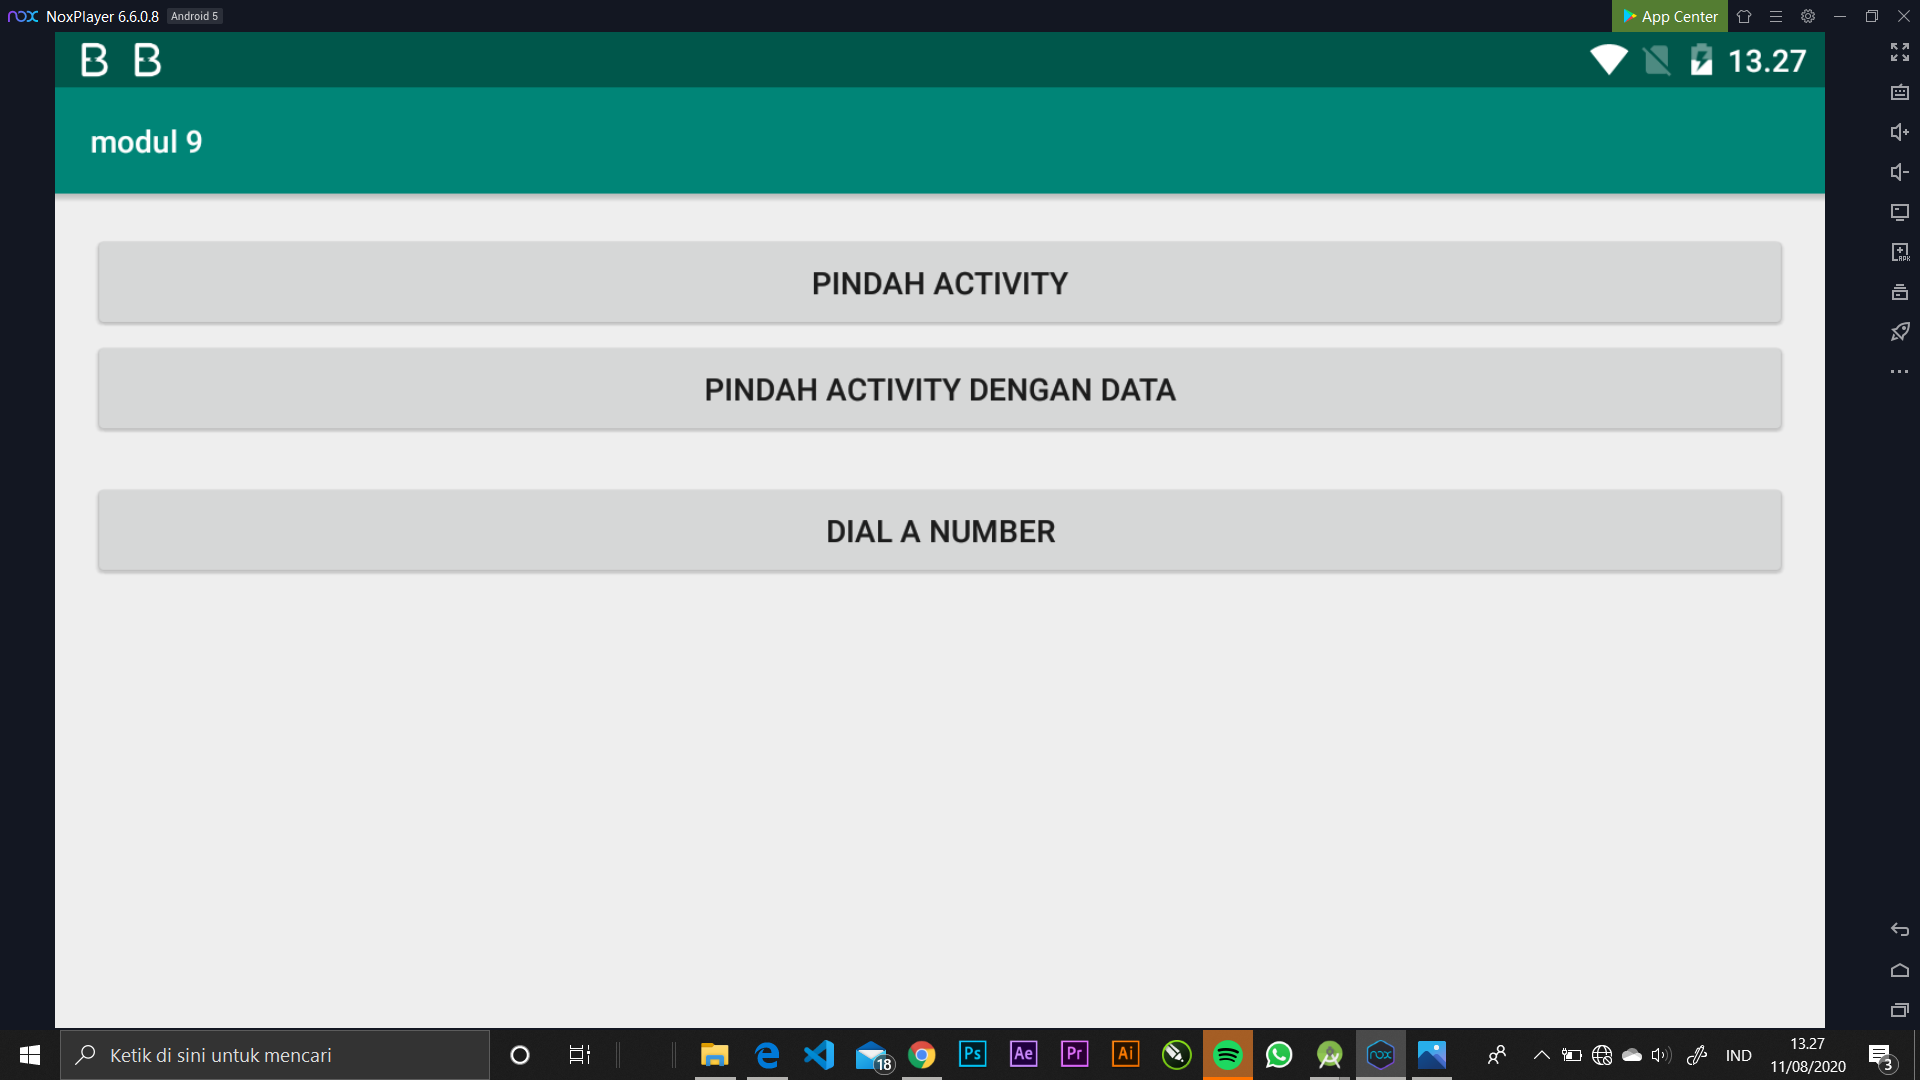 nox NoxPlayer 6.6.0.8 Android 5 App Center
B B 13.27
modul 9
PINDAH ACTIVITY
PINDAH ACTIVITY DENGAN DATA
DIAL A NUMBER
APK
Ketik di sini untuk mencari
18
Ps Ae Pr Ai
nox
IND
13.27
11/08/2020
3